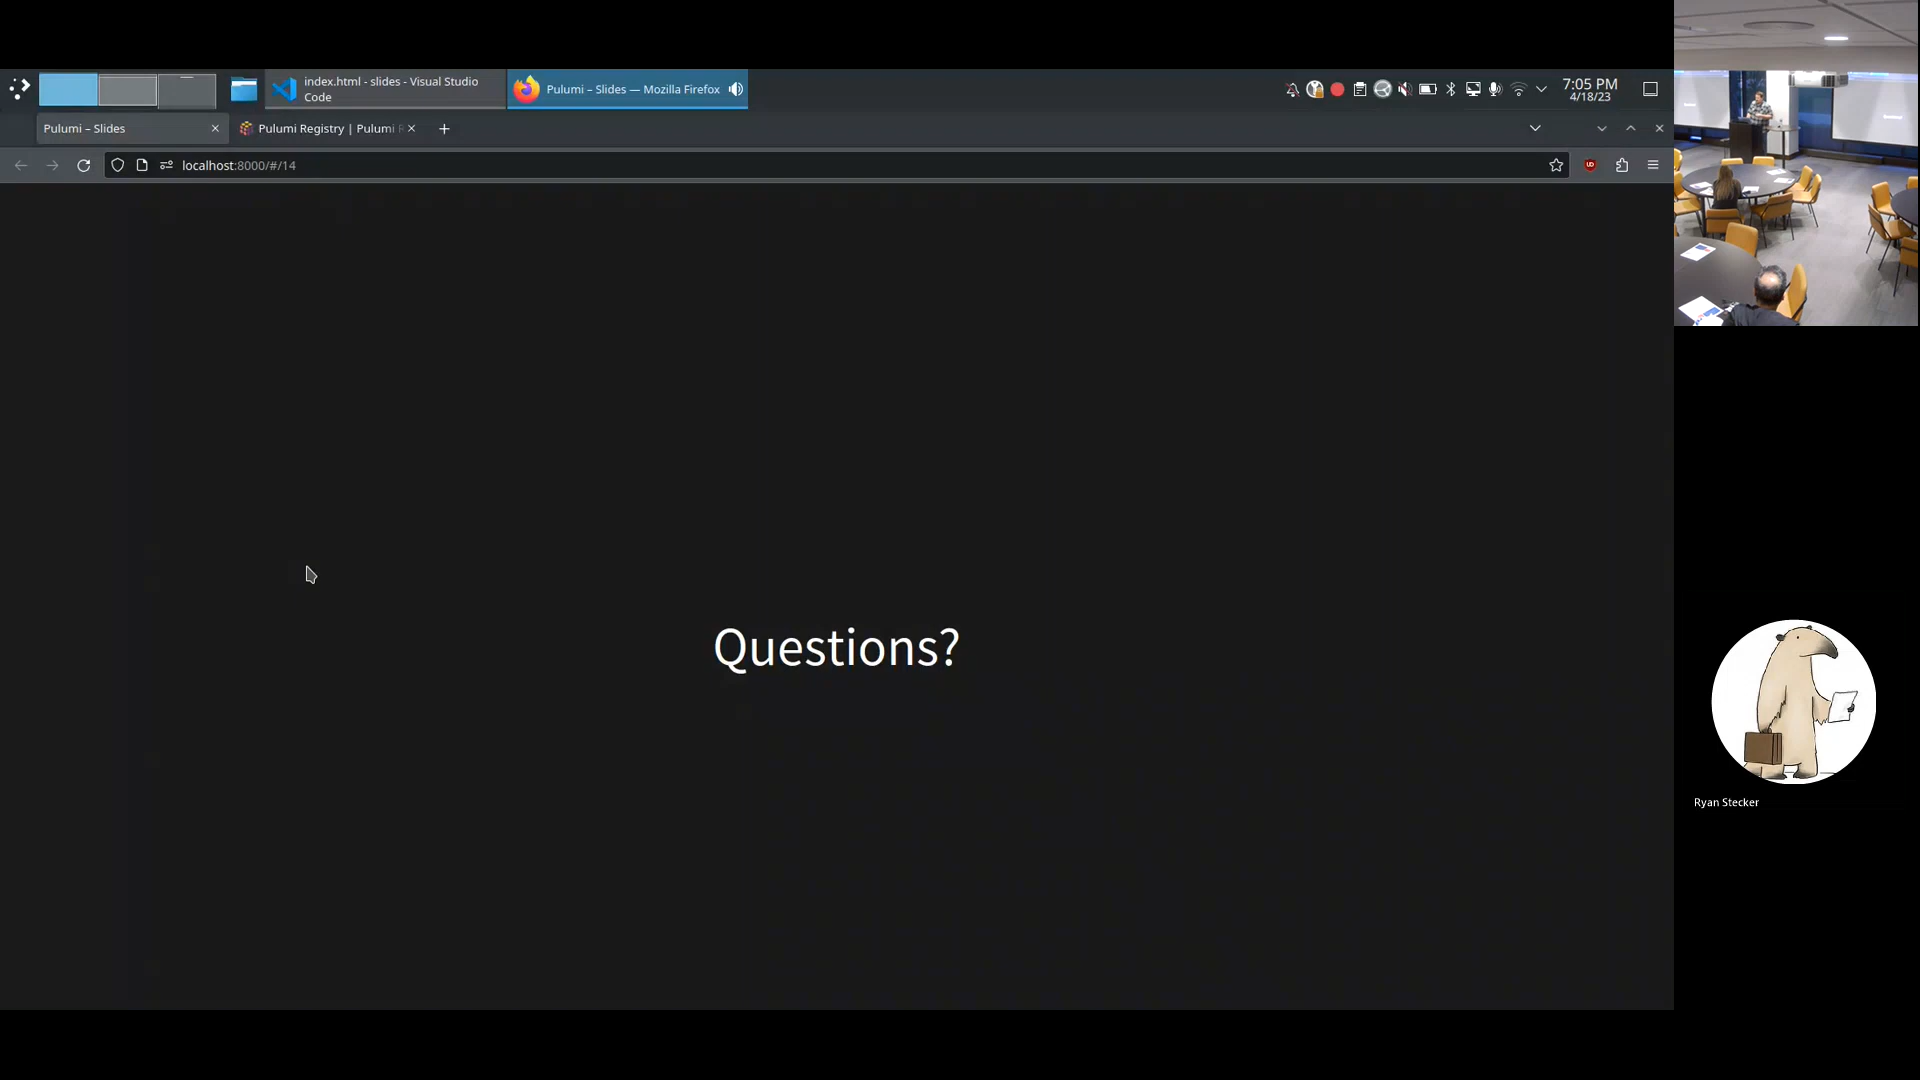 index.html - slides - Visual Studio
Code
Pulumi – Slides — Mozilla Firefox
7:05 PM
4/18/23
Pulumi – Slides
Pulumi Registry | Pulumi
localhost:8000/#/14
Questions?
Ryan Stecker